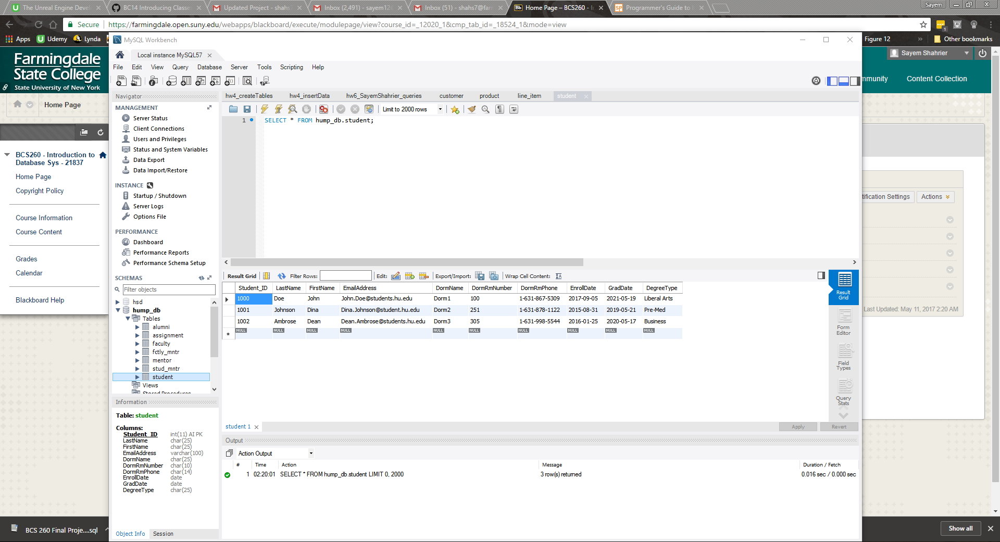 The Unreal Engine Devel
BC14 Introducing Classe
Updated Project - shahs
Inbox (2,491) - sayem12
Inbox (51) - shahs7@farm
Home Page – BCS260 - I
Programmer's Guide to
Sayem
Secure
https://farmingdale.open.suny.edu/webapps/blackboard/execute/modulepage/view?course_id=_12020_1&cmp_tab_id=_18524_1&mode=view
Apps
Udemy
Lynda
Figure 12
Other bookmarks
Farmingdale
State College
State University of New York
Sayem Shahrier
mmunity
Content Collection
Home Page
BCS260 - Introduction to
Database Sys - 21837
Home Page
Copyright Policy
Course Information
Course Content
Grades
Calendar
Blackboard Help
MySQL Workbench
Local instance MySQL57
File Edit View Query Database Server Tools Scripting Help
Navigator
MANAGEMENT
Server Status
Client Connections
Users and Privileges
Status and System Variables
Data Export
Data Import/Restore
INSTANCE
Startup / Shutdown
Server Logs
Options File
PERFORMANCE
Dashboard
Performance Reports
Performance Schema Setup
SCHEMAS
Filter objects
hsd
hump_db
Tables
alumni
assignment
faculty
fctly_mntr
mentor
stud_mntr
student
Views
Stored Procedures
Information
Table: student
Columns:
Student_ID int(11) AI PK
LastName char(25)
FirstName char(25)
EmailAddress varchar(100)
DormName char(25)
DormRmNumber char(10)
DormRmPhone char(14)
EnrollDate date
GradDate date
DegreeType char(25)
Object Info Session
hw4_createTables hw4_insertData hw6_SayemShahrier_queries customer product line_item student
Limit to 2000 rows
1 SELECT * FROM hump_db.student;
Result Grid Filter Rows: Edit: Export/Import: Wrap Cell Content:
Student_ID LastName FirstName EmailAddress DormName DormRmNumber DormRmPhone EnrollDate GradDate DegreeType
1000 Doe John John.Doe@students.hu.edu Dorm1 100 1-631-867-5309 2017-09-05 2021-05-19 Liberal Arts
1001 Johnson Dina Dina.Johnson@student.hu.edu Dorm2 251 1-631-878-1122 2015-08-31 2019-05-21 Pre-Med
1002 Ambrose Dean Dean.Ambrose@students.hu.edu Dorm3 305 1-631-998-5544 2016-01-25 2020-05-17 Business
NULL NULL NULL NULL NULL NULL NULL NULL NULL NULL
Result
Grid
Form
Editor
Field
Types
Query
Stats
student 1
Apply Revert
Output
Action Output
# Time Action Message Duration / Fetch
1 02:20:01 SELECT * FROM hump_db.student LIMIT 0, 2000 3 row(s) returned 0.016 sec / 0.000 sec
tification Settings
Actions
Last Updated: May 11, 2017 2:20 AM
BCS 260 Final Proje....sql
Show all